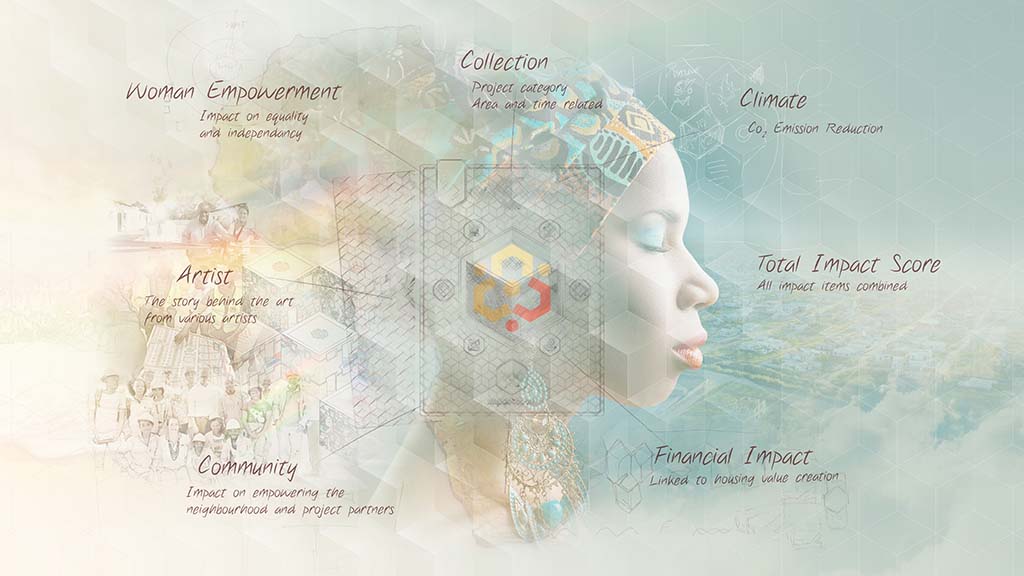 Collection
Project category
Area and time related
Woman Empowerment
Impact on equality
and independancy
Climate
Co₂ Emission Reduction
Artist
The story behind the art
from various artists
Total Impact Score
All impact items combined
Community
Impact on empowering the
neighbourhood and project partners
Financial Impact
Linked to housing value creation